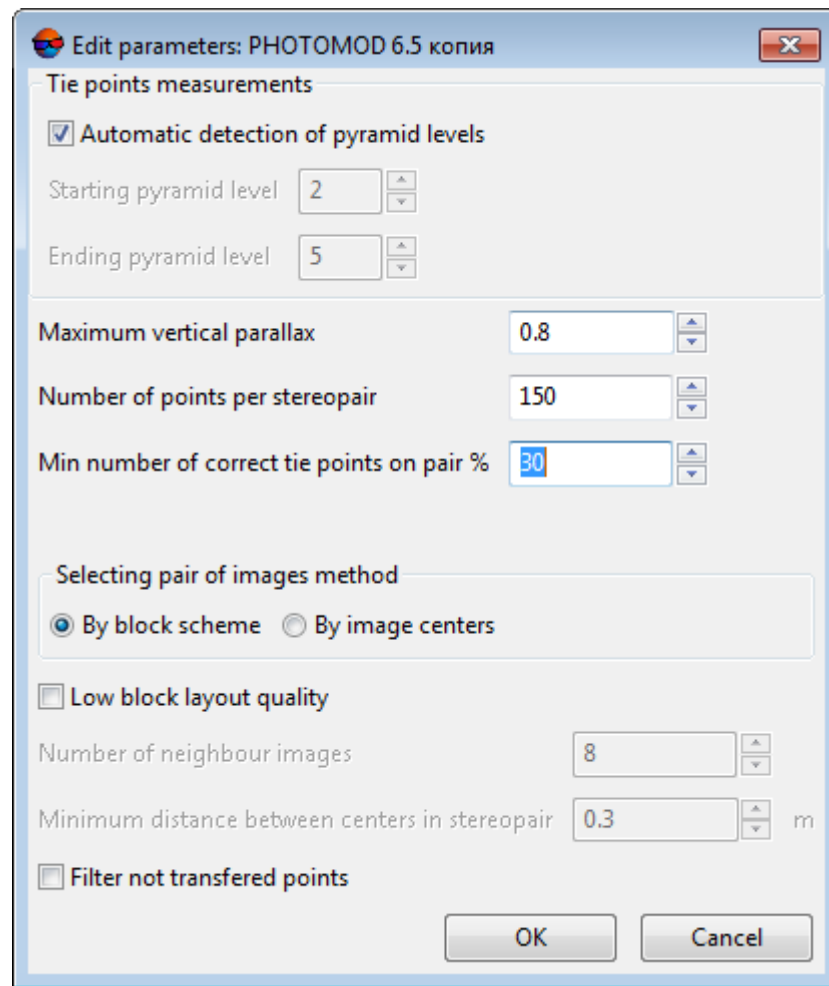 Edit parameters: PHOTOMOD 6.5 копия
Tie points measurements
Automatic detection of pyramid levels
Starting pyramid level 2
Ending pyramid level 5
Maximum vertical parallax 0.8
Number of points per stereopair 150
Min number of correct tie points on pair % 30
Selecting pair of images method
By block scheme By image centers
Low block layout quality
Number of neighbour images 8
Minimum distance between centers in stereopair 0.3 m
Filter not transfered points
OK Cancel